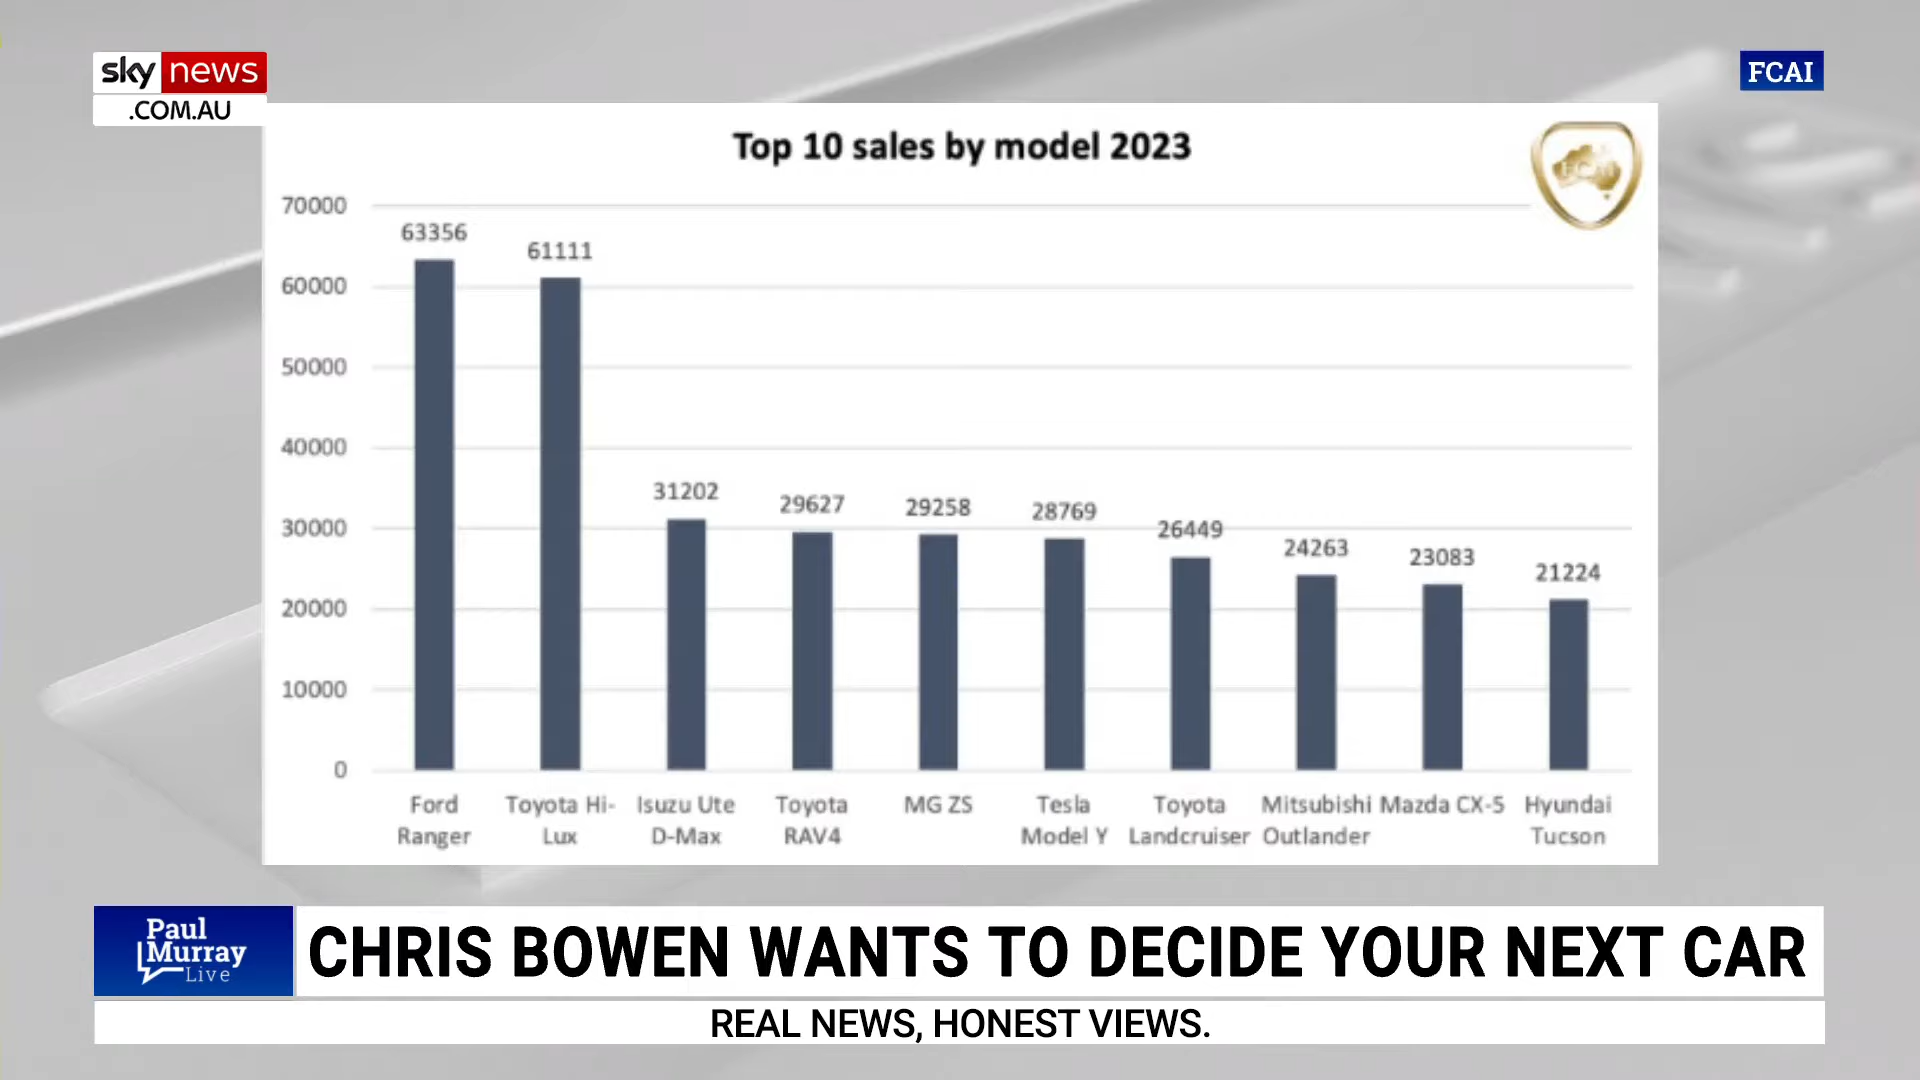 sky news
.COM.AU
FCAI
Top 10 sales by model 2023
FCAI
70000
60000
50000
40000
30000
20000
10000
0
63356
61111
31202
29627
29258
28769
26449
24263
23083
21224
Ford
Ranger
Toyota Hi-
Lux
Isuzu Ute
D-Max
Toyota
RAV4
MG ZS
Tesla
Model Y
Toyota
Landcruiser
Mitsubishi
Outlander
Mazda CX-5
Hyundai
Tucson
Paul
Murray
Live
CHRIS BOWEN WANTS TO DECIDE YOUR NEXT CAR
REAL NEWS, HONEST VIEWS.